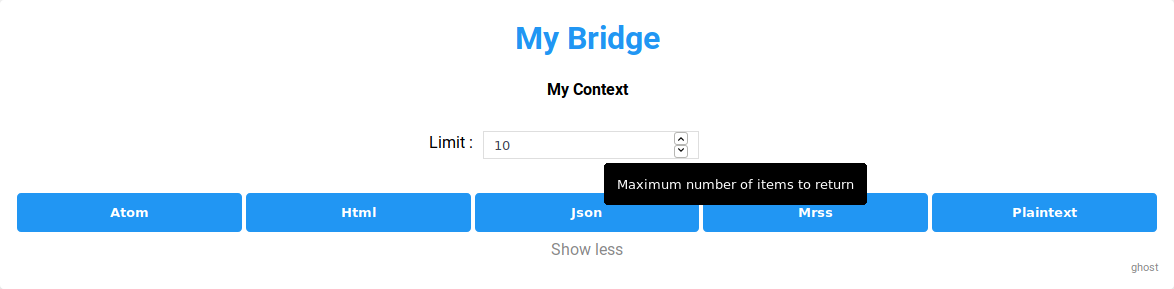 My Bridge
My Context
Limit : 10
Maximum number of items to return
Atom Html Json Mrss Plaintext
Show less
ghost